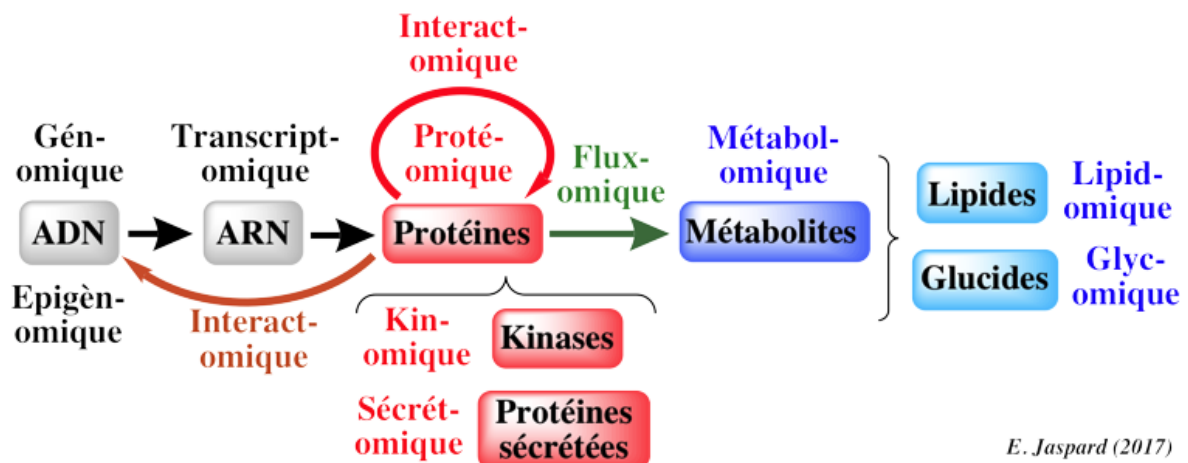 Interact-
omique
Gén-
omique
Transcript-
omique
Proté-
omique
Flux-
omique
Métabol-
omique
ADN
ARN
Protéines
Métabolites
Lipides
Lipid-
omique
Glucides
Glyc-
omique
Epigèn-
omique
Interact-
omique
Kin-
omique
Kinases
Sécrét-
omique
Protéines
sécrétées
E. Jaspard (2017)